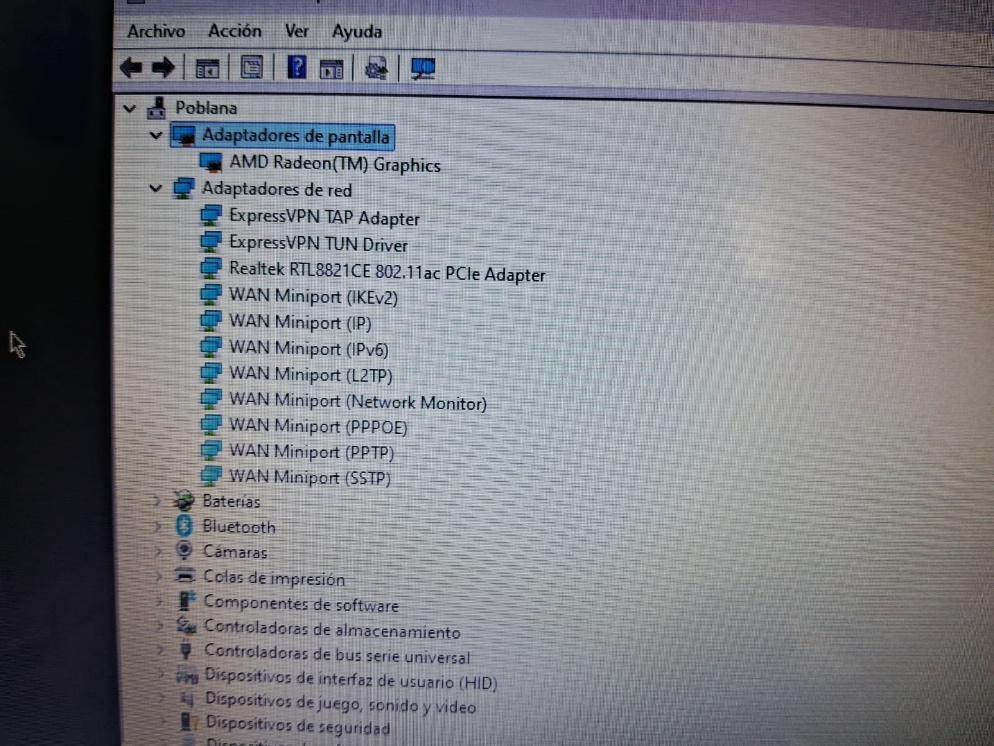 Archivo Acción Ver Ayuda
Poblana
Adaptadores de pantalla
AMD Radeon(TM) Graphics
Adaptadores de red
ExpressVPN TAP Adapter
ExpressVPN TUN Driver
Realtek RTL8821CE 802.11ac PCIe Adapter
WAN Miniport (IKEv2)
WAN Miniport (IP)
WAN Miniport (IPv6)
WAN Miniport (L2TP)
WAN Miniport (Network Monitor)
WAN Miniport (PPPOE)
WAN Miniport (PPTP)
WAN Miniport (SSTP)
Baterías
Bluetooth
Cámaras
Colas de impresión
Componentes de software
Controladoras de almacenamiento
Controladoras de bus serie universal
Dispositivos de interfaz de usuario (HID)
Dispositivos de juego, sonido y video
Dispositivos de seguridad